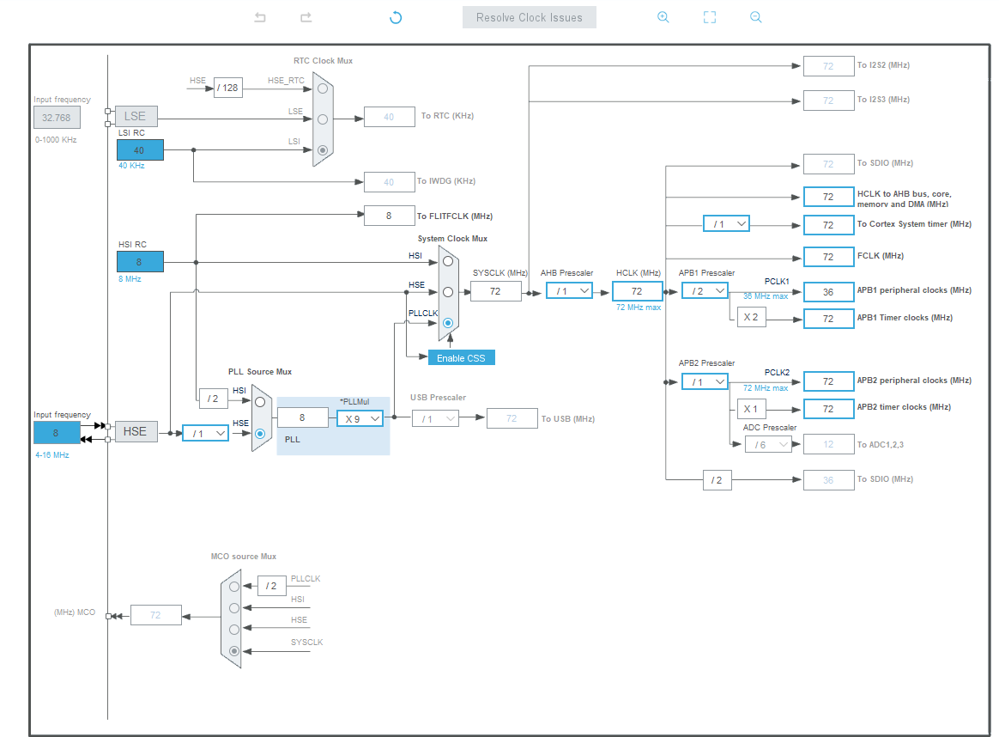 Resolve Clock Issues
RTC Clock Mux
HSE
/ 128
HSE_RTC
72
To I2S2 (MHz)
Input frequency
32.768
0-1000 KHz
LSE
LSE
40
To RTC (KHz)
72
To I2S3 (MHz)
LSI RC
40
40 KHz
LSI
40
To IWDG (KHz)
72
To SDIO (MHz)
8
To FLITFCLK (MHz)
72
HCLK to AHB bus, core,
memory and DMA (MHz)
/ 1
72
To Cortex System timer (MHz)
HSI RC
8
8 MHz
System Clock Mux
HSI
HSE
PLLCLK
Enable CSS
SYSCLK (MHz)
72
AHB Prescaler
/ 1
HCLK (MHz)
72
72 MHz max
72
FCLK (MHz)
APB1 Prescaler
/ 2
PCLK1
36 MHz max
36
APB1 peripheral clocks (MHz)
X 2
72
APB1 Timer clocks (MHz)
PLL Source Mux
/ 2
HSI
HSE
Input frequency
8
4-16 MHz
HSE
/ 1
8
*PLLMul
X 9
PLL
USB Prescaler
/ 1
72
To USB (MHz)
APB2 Prescaler
/ 1
PCLK2
72 MHz max
72
APB2 peripheral clocks (MHz)
X 1
72
APB2 timer clocks (MHz)
ADC Prescaler
/ 6
12
To ADC1,2,3
/ 2
36
To SDIO (MHz)
MCO source Mux
(MHz) MCO
72
/ 2
PLLCLK
HSI
HSE
SYSCLK